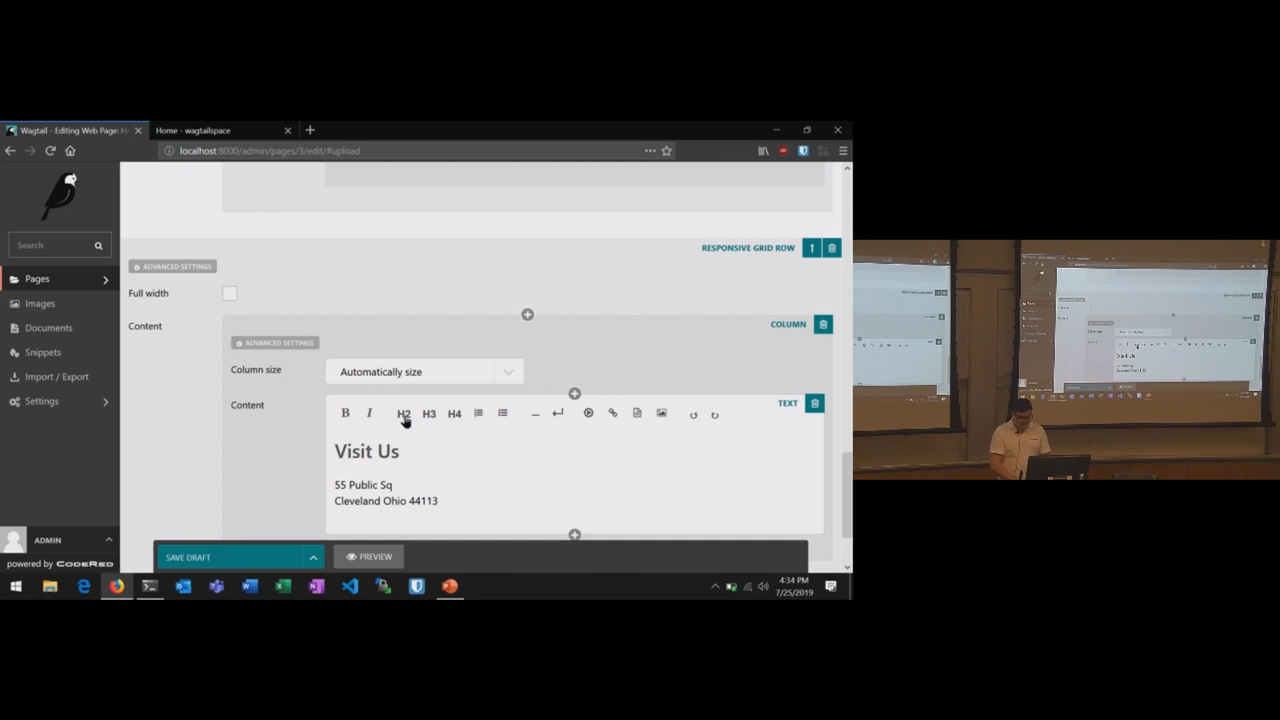 Wagtail - Editing Web Page: H
Home - wagtailspace
localhost:8000/admin/pages/3/edit/#upload
Search
Pages
Images
Documents
Snippets
Import / Export
Settings
ADMIN
powered by CODERED
RESPONSIVE GRID ROW
ADVANCED SETTINGS
Full width
Content
COLUMN
ADVANCED SETTINGS
Column size
Automatically size
Content
TEXT
B I H2 H3 H4
Visit Us
55 Public Sq
Cleveland Ohio 44113
SAVE DRAFT
PREVIEW
4:34 PM
7/25/2019
Visit Us